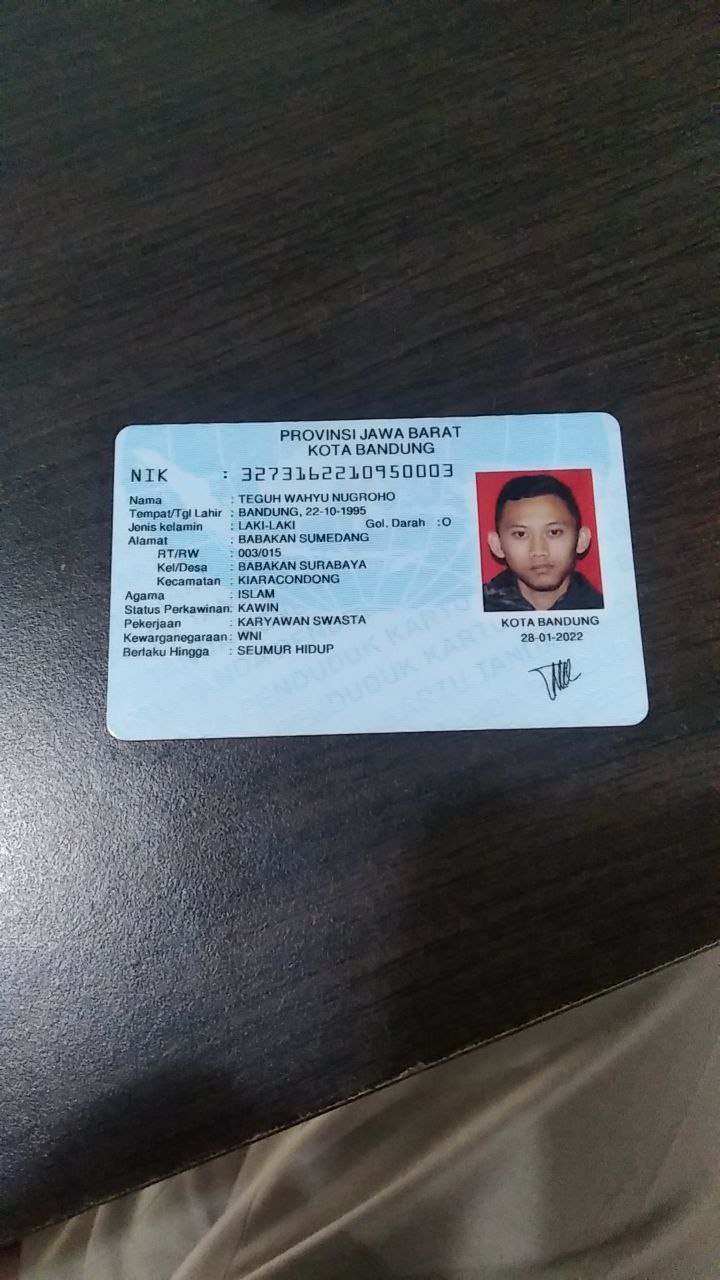 PROVINSI JAWA BARAT
KOTA BANDUNG
NIK : 3273162210950003
Nama : TEGUH WAHYU NUGROHO
Tempat/Tgl Lahir : BANDUNG, 22-10-1995
Jenis kelamin : LAKI-LAKI Gol. Darah :O
Alamat : BABAKAN SUMEDANG
RT/RW : 003/015
Kel/Desa : BABAKAN SURABAYA
Kecamatan : KIARACONDONG
Agama : ISLAM
Status Perkawinan: KAWIN
Pekerjaan : KARYAWAN SWASTA
Kewarganegaraan: WNI
Berlaku Hingga : SEUMUR HIDUP
KOTA BANDUNG
28-01-2022